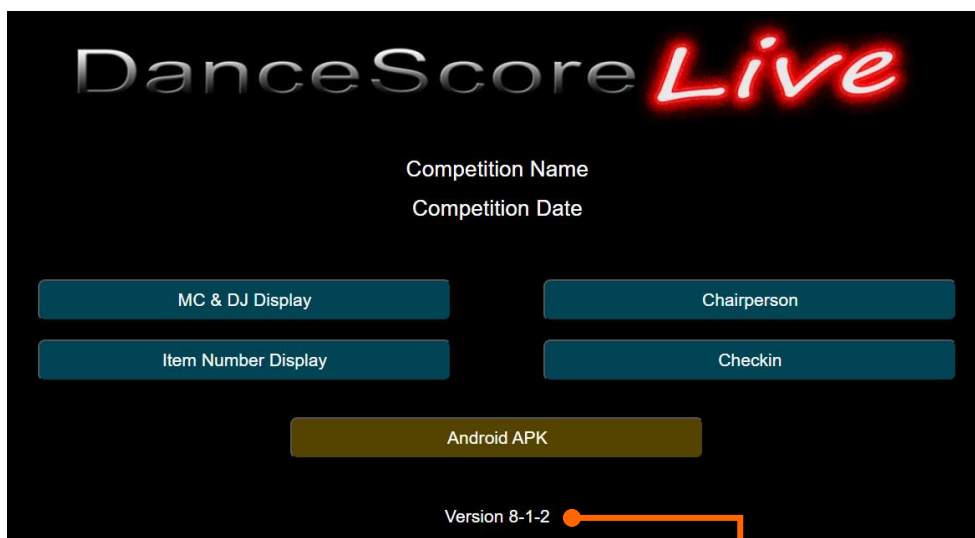 DanceScore Live
Competition Name
Competition Date
MC & DJ Display
Chairperson
Item Number Display
Checkin
Android APK
Version 8-1-2